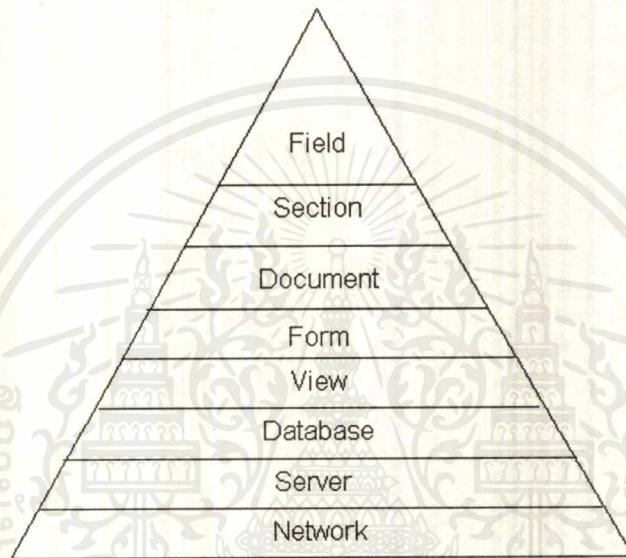 Field
Section
Document
Form
View
Database
Server
Network